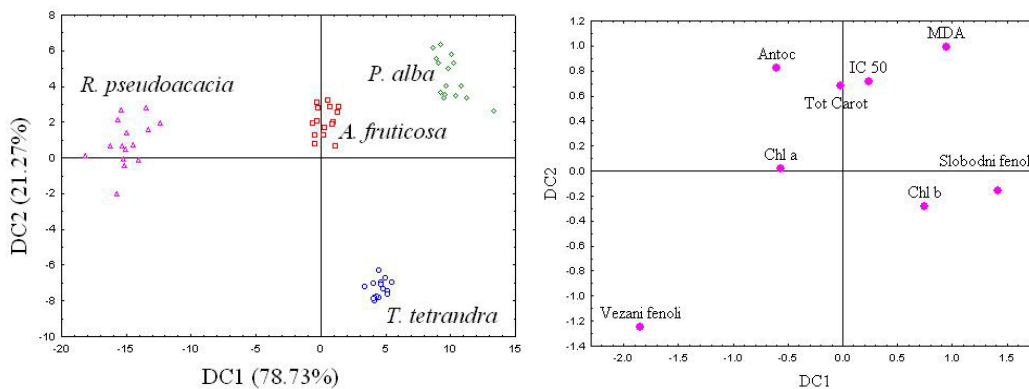 8
6
4
2
0
-2
-4
-6
-8
-10
DC2 (21.27%)
R. pseudoacacia
P. alba
A. fruticosa
T. tetrandra
-20
-15
-10
-5
0
5
10
15
DC1 (78.73%)
1.2
1.0
0.8
0.6
0.4
0.2
0.0
-0.2
-0.4
-0.6
-0.8
-1.0
-1.2
-1.4
DC2
MDA
Antoc
IC 50
Tot Carot
Chl a
Slobodni fenol
Chl b
Vezani fenoli
-2.0
-1.5
-1.0
-0.5
0.0
0.5
1.0
1.5
DC1